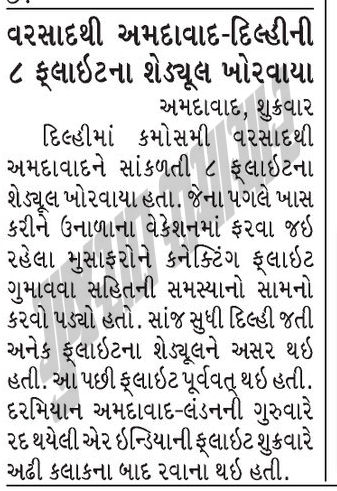 વરસાદથી અમદાવાદ-દિલ્હીની
૮ ફ્લાઇટના શેડ્યૂલ ખોરવાયા
અમદાવાદ, શુક્રવાર
દિલ્હીમાં કમોસમી વરસાદથી
અમદાવાદને સાંકળતી ૮ ફ્લાઇટના
શેડ્યૂલ ખોરવાયા હતા. જેના પગલે ખાસ
કરીને ઉનાળાના વેકેશનમાં ફરવા જઇ
રહેલા મુસાફરોને કનેક્ટિંગ ફ્લાઇટ
ગુમાવવા સહિતની સમસ્યાનો સામનો
કરવો પડ્યો હતો. સાંજ સુધી દિલ્હી જતી
અનેક ફ્લાઇટના શેડ્યૂલને અસર થઇ
હતી. આ પછી ફ્લાઇટ પૂર્વવત્ થઇ હતી.
દરમિયાન અમદાવાદ-લંડનની ગુરુવારે
રદ થયેલી એર ઇન્ડિયાની ફ્લાઇટ શુક્રવારે
અઢી કલાકના બાદ રવાના થઇ હતી.